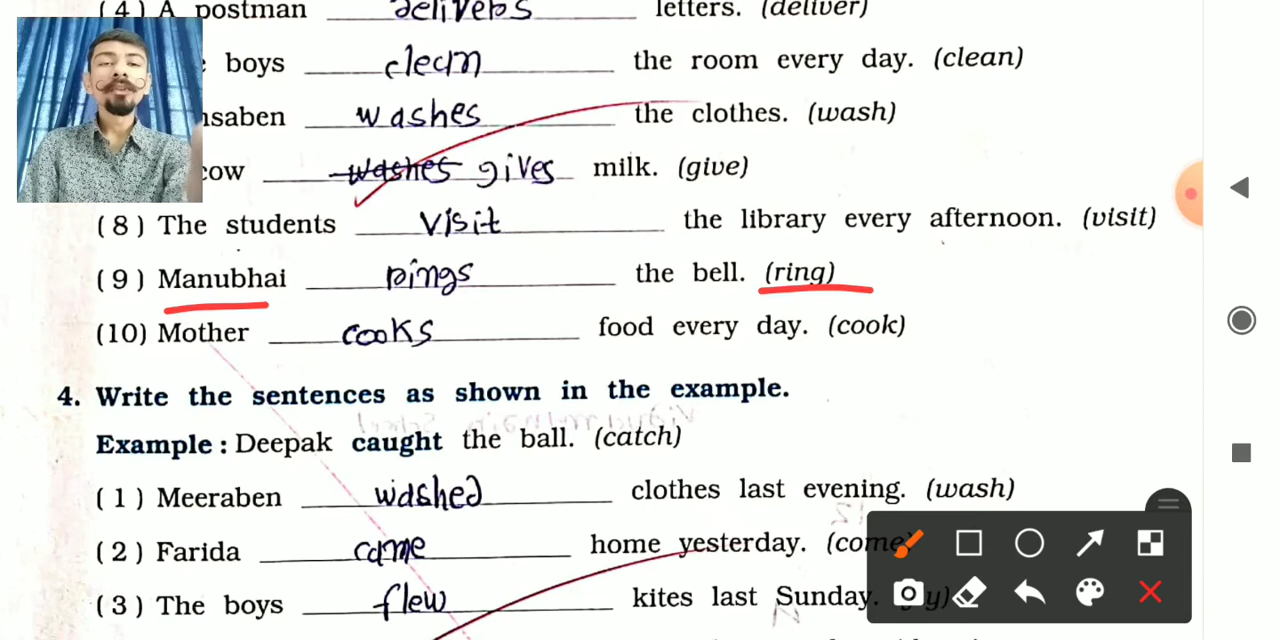 (4) A postman delivers letters. (deliver)
boys clean the room every day. (clean)
washes the clothes. (wash)
cow washes gives milk. (give)
(8) The students visit the library every afternoon. (visit)
(9) Manubhai rings the bell. (ring)
(10) Mother cooks food every day. (cook)
4. Write the sentences as shown in the example.
Example : Deepak caught the ball. (catch)
(1) Meeraben washed clothes last evening. (wash)
(2) Farida came home yesterday. (come)
(3) The boys flew kites last Sunday.